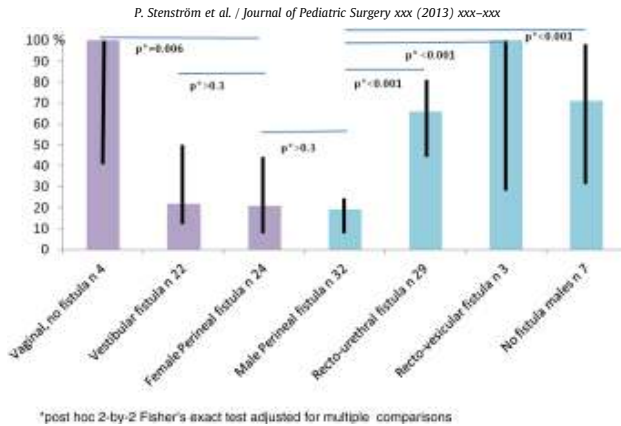 P. Stenström et al. / Journal of Pediatric Surgery xxx (2013) xxx–xxx
100 %
p*=0.006
p*<0.001
90
p*<0.001
80
p*>0.3
p*<0.001
70
60
50
p*>0.3
40
30
20
10
0
Vaginal, no fistula n 4
Vestibular fistula n 22
Female Perineal fistula n 24
Male Perineal fistula n 32
Recto-urethral fistula n 29
Recto-vesicular fistula n 3
No fistula males n 7
*post hoc 2-by-2 Fisher's exact test adjusted for multiple comparisons